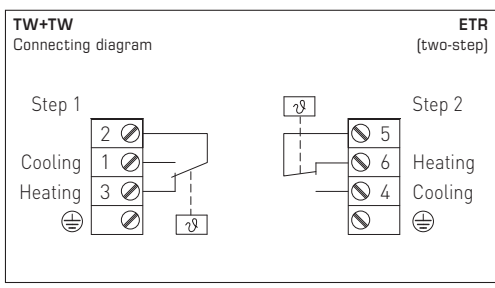 TW+TW ETR
Connecting diagram (two-step)
Step 1 ϑ Step 2
2 5
Cooling 1 6 Heating
Heating 3 4 Cooling
ϑ